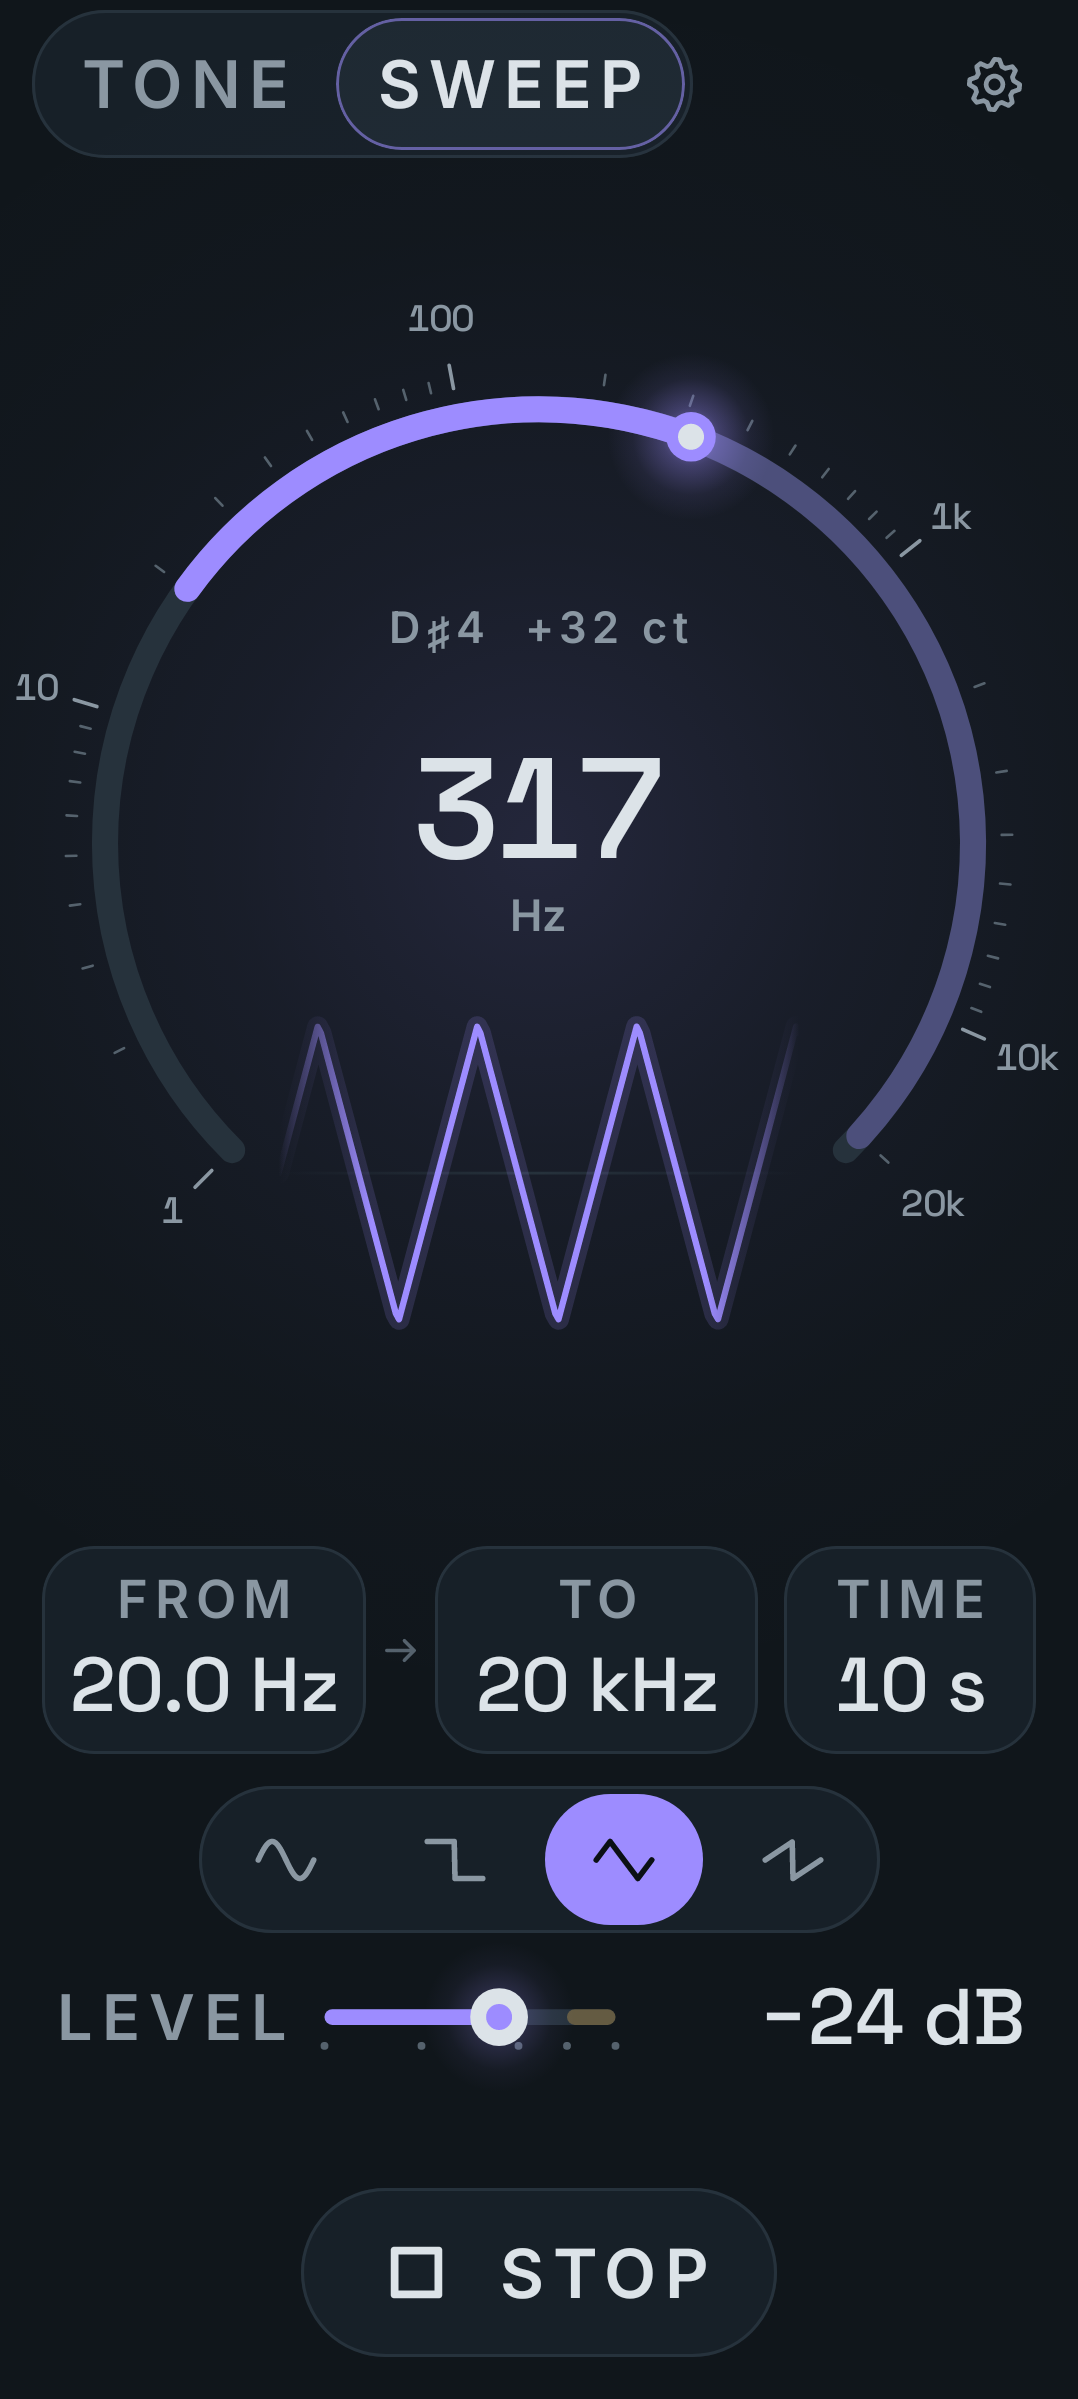 TONE SWEEP
100
1k
D♯4 +32 ct
10
317
Hz
10k
1
20k
FROM TO TIME
20.0 Hz → 20 kHz 10 s
LEVEL −24 dB
STOP